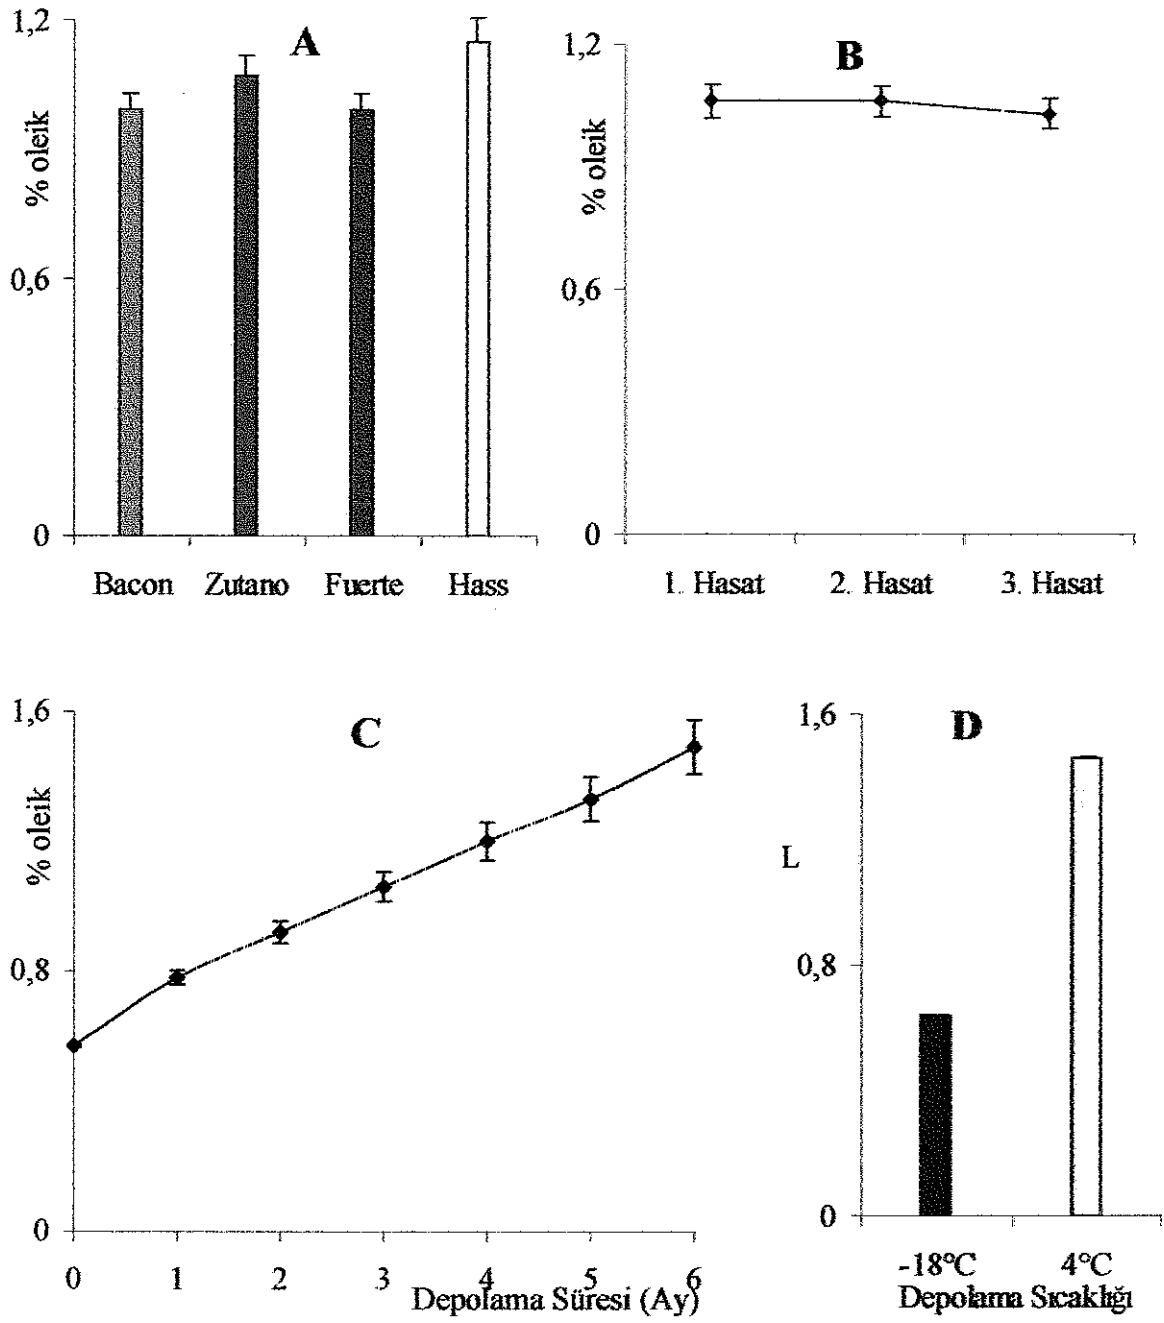 A
1,2
% oleik
0,6
0
Bacon Zutano Fuerte Hass
B
1,2
% oleik
0,6
0
1. Hasat 2. Hasat 3. Hasat
C
1,6
% oleik
0,8
0
0 1 2 3 4 5 6
Depolama Süresi (Ay)
D
1,6
L
0,8
0
-18°C 4°C
Depolama Sıcaklığı